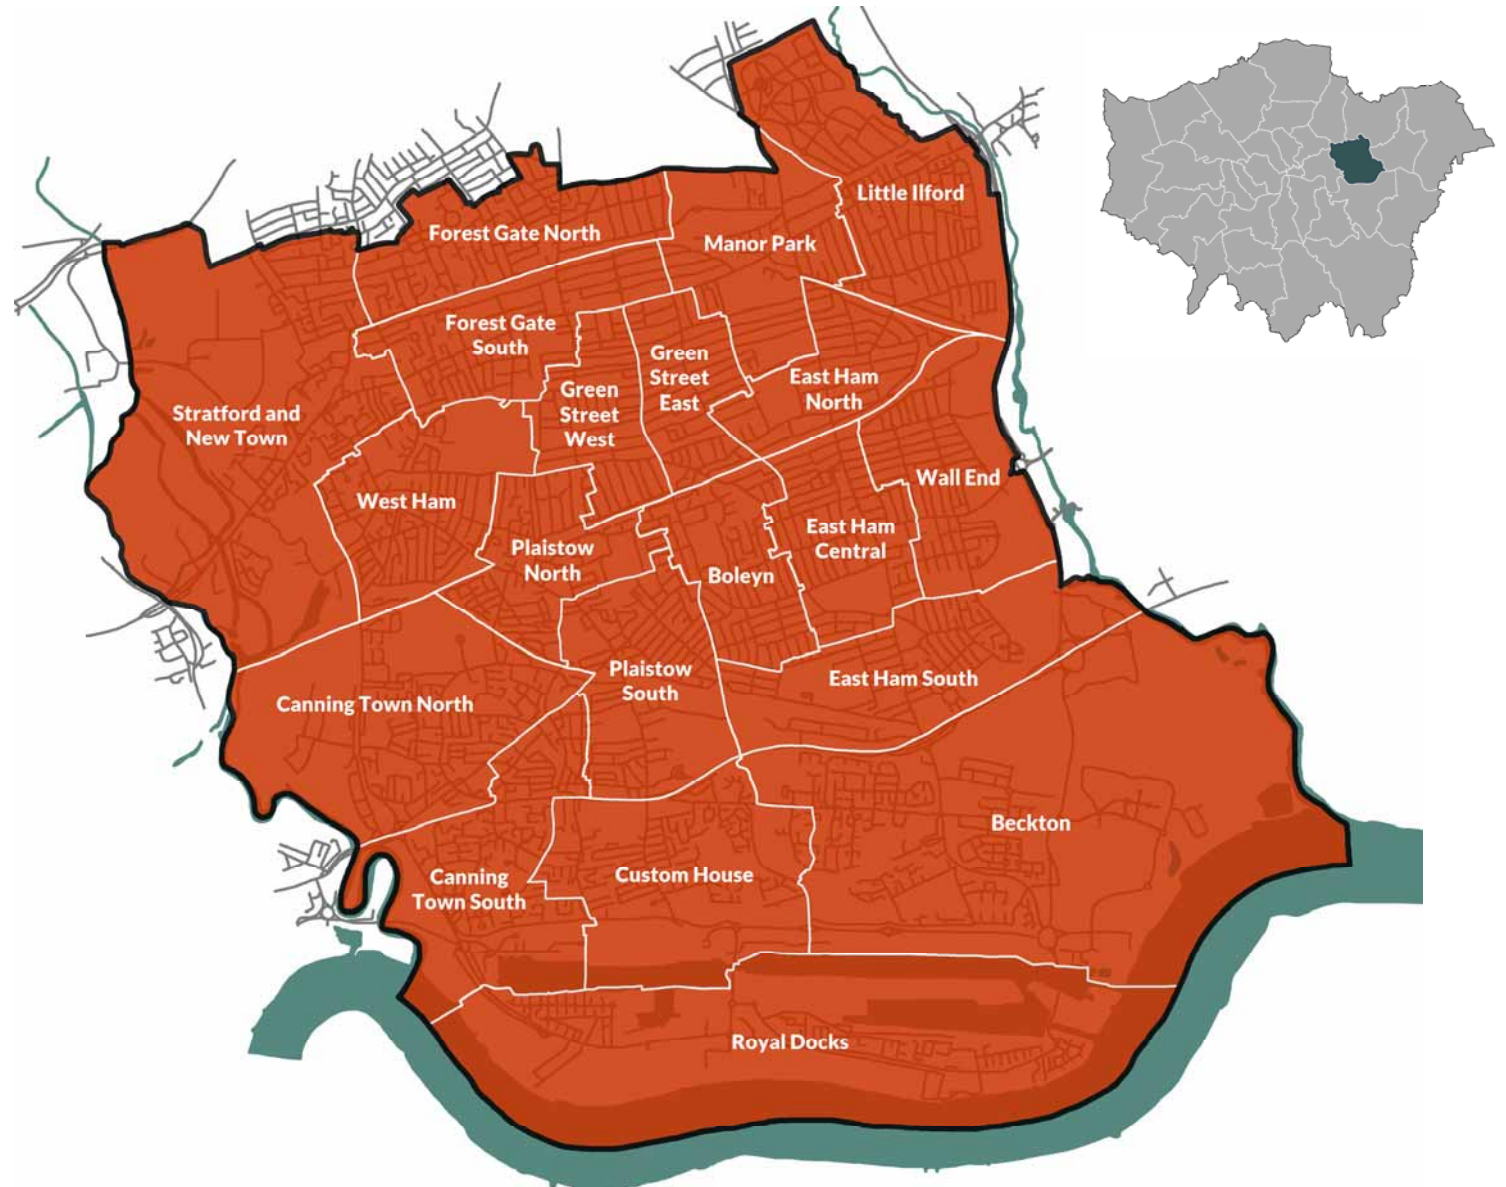 Little Ilford
Forest Gate North
Manor Park
Forest Gate
South
Green
Street
East
East Ham
North
Green
Street
West
Stratford and
New Town
West Ham
Wall End
East Ham
Central
Plaistow
North
Boleyn
Plaistow
South
East Ham South
Canning Town North
Beckton
Custom House
Canning
Town South
Royal Docks